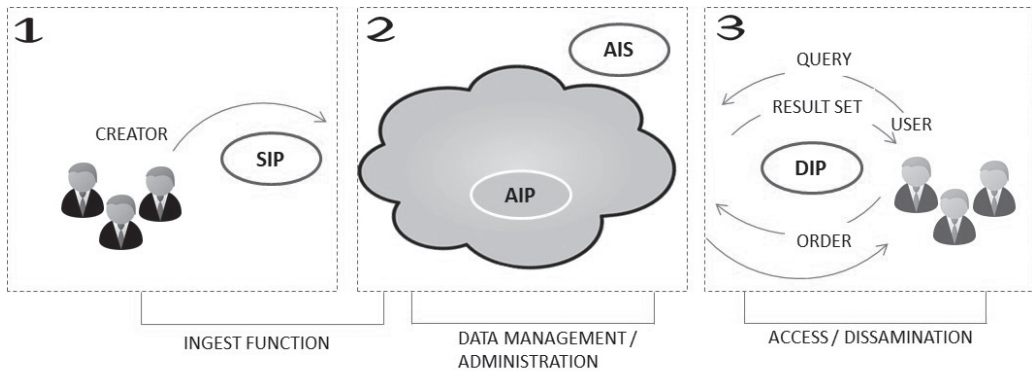 1
CREATOR
SIP
INGEST FUNCTION
2
AIS
AIP
DATA MANAGEMENT /
ADMINISTRATION
3
QUERY
RESULT SET
USER
DIP
ORDER
ACCESS / DISSAMINATION